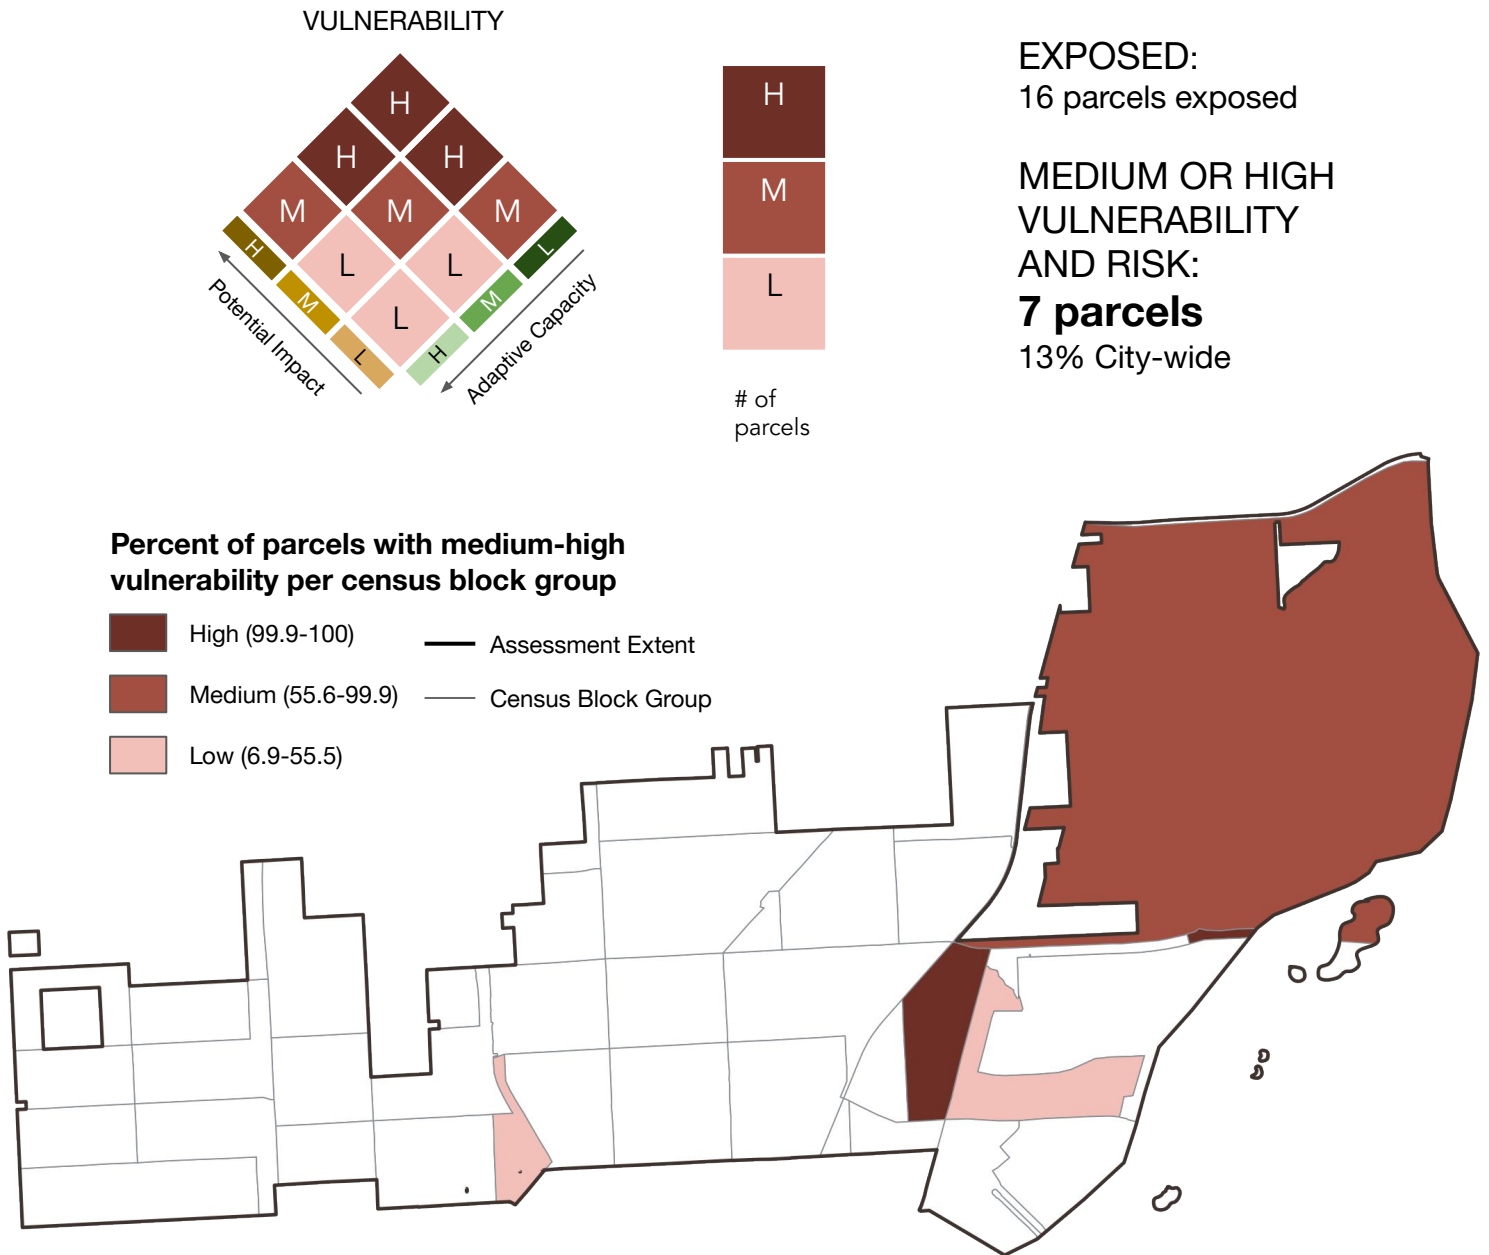 VULNERABILITY
H
H
H
M
M
M
L
L
L
H
M
L
L
M
H
Potential Impact
Adaptive Capacity
H
M
L
# of
parcels
EXPOSED:
16 parcels exposed
MEDIUM OR HIGH
VULNERABILITY
AND RISK:
7 parcels
13% City-wide
Percent of parcels with medium-high
vulnerability per census block group
High (99.9-100)
Medium (55.6-99.9)
Low (6.9-55.5)
Assessment Extent
Census Block Group